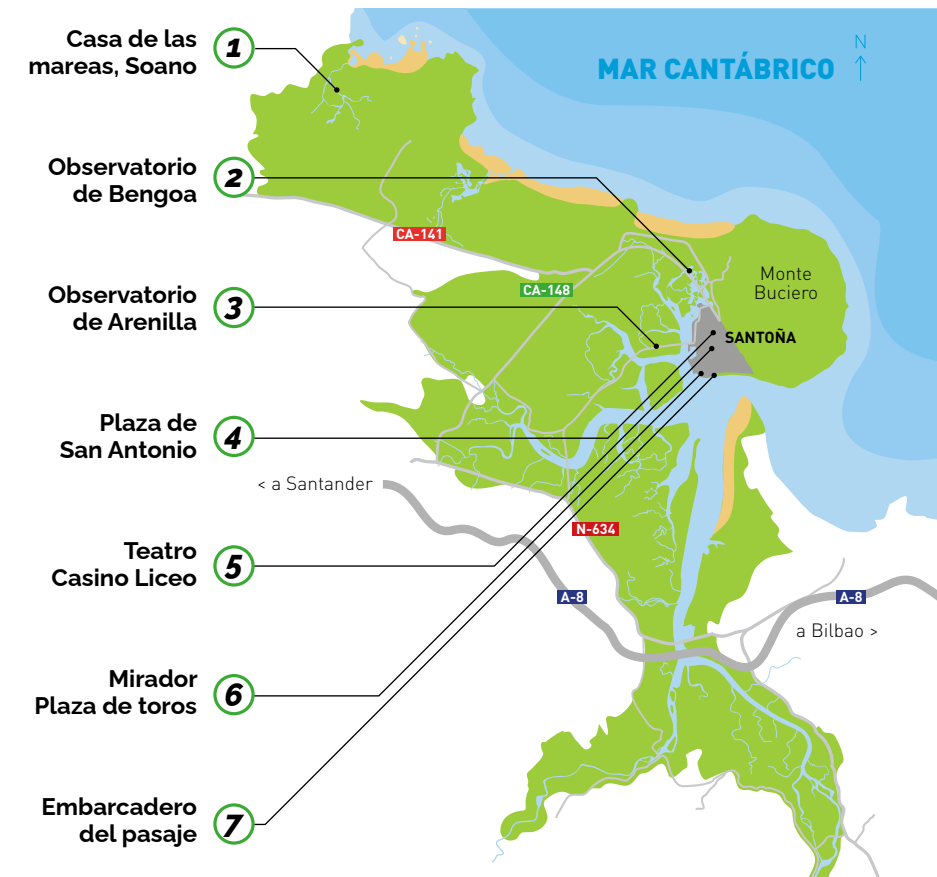 Casa de las
mareas, Soano
1
Observatorio
de Bengoa
2
Observatorio
de Arenilla
3
Plaza de
San Antonio
4
Teatro
Casino Liceo
5
Mirador
Plaza de toros
6
Embarcadero
del pasaje
7
MAR CANTÁBRICO
N
CA-141
CA-148
Monte
Buciero
SANTOÑA
< a Santander
N-634
A-8
A-8
a Bilbao >